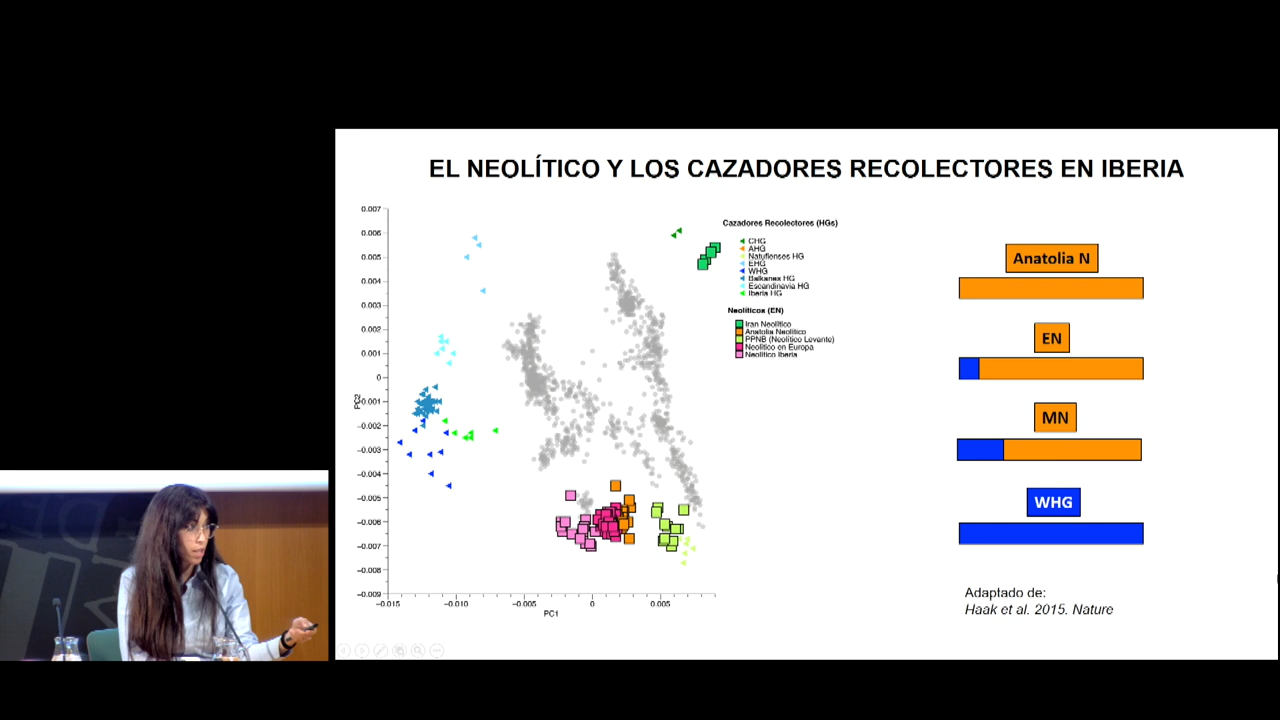 EL NEOLÍTICO Y LOS CAZADORES RECOLECTORES EN IBERIA
0.007
0.006
0.005
0.004
0.003
0.002
0.001
0
−0.001
−0.002
−0.003
−0.004
−0.005
−0.006
−0.007
−0.008
−0.009
PC2
−0.015
−0.010
−0.005
0
0.005
PC1
Cazadores Recolectores (HGs)
CHG
AHG
Natufienses HG
EHG
WHG
Balkanes HG
Escandinavia HG
Iberia HG
Neolíticos (EN)
Iran Neolítico
Anatolia Neolítico
PPNB (Neolítico Levante)
Neolítico en Europa
Neolítico Iberia
Anatolia N
EN
MN
WHG
Adaptado de:
Haak et al. 2015. Nature